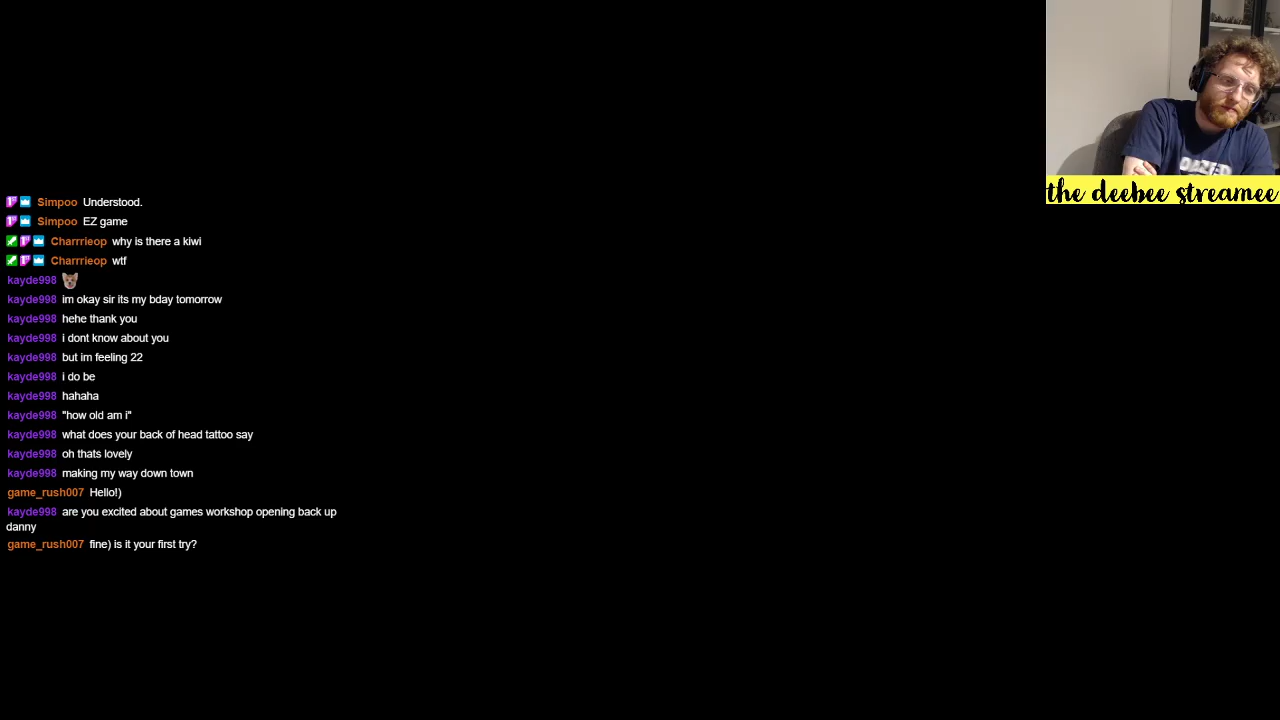 the deebee streamee
Simpoo Understood.
Simpoo EZ game
Charrrieop why is there a kiwi
Charrrieop wtf
kayde998
kayde998 im okay sir its my bday tomorrow
kayde998 hehe thank you
kayde998 i dont know about you
kayde998 but im feeling 22
kayde998 i do be
kayde998 hahaha
kayde998 "how old am i"
kayde998 what does your back of head tattoo say
kayde998 oh thats lovely
kayde998 making my way down town
game_rush007 Hello!)
kayde998 are you excited about games workshop opening back up
danny
game_rush007 fine) is it your first try?